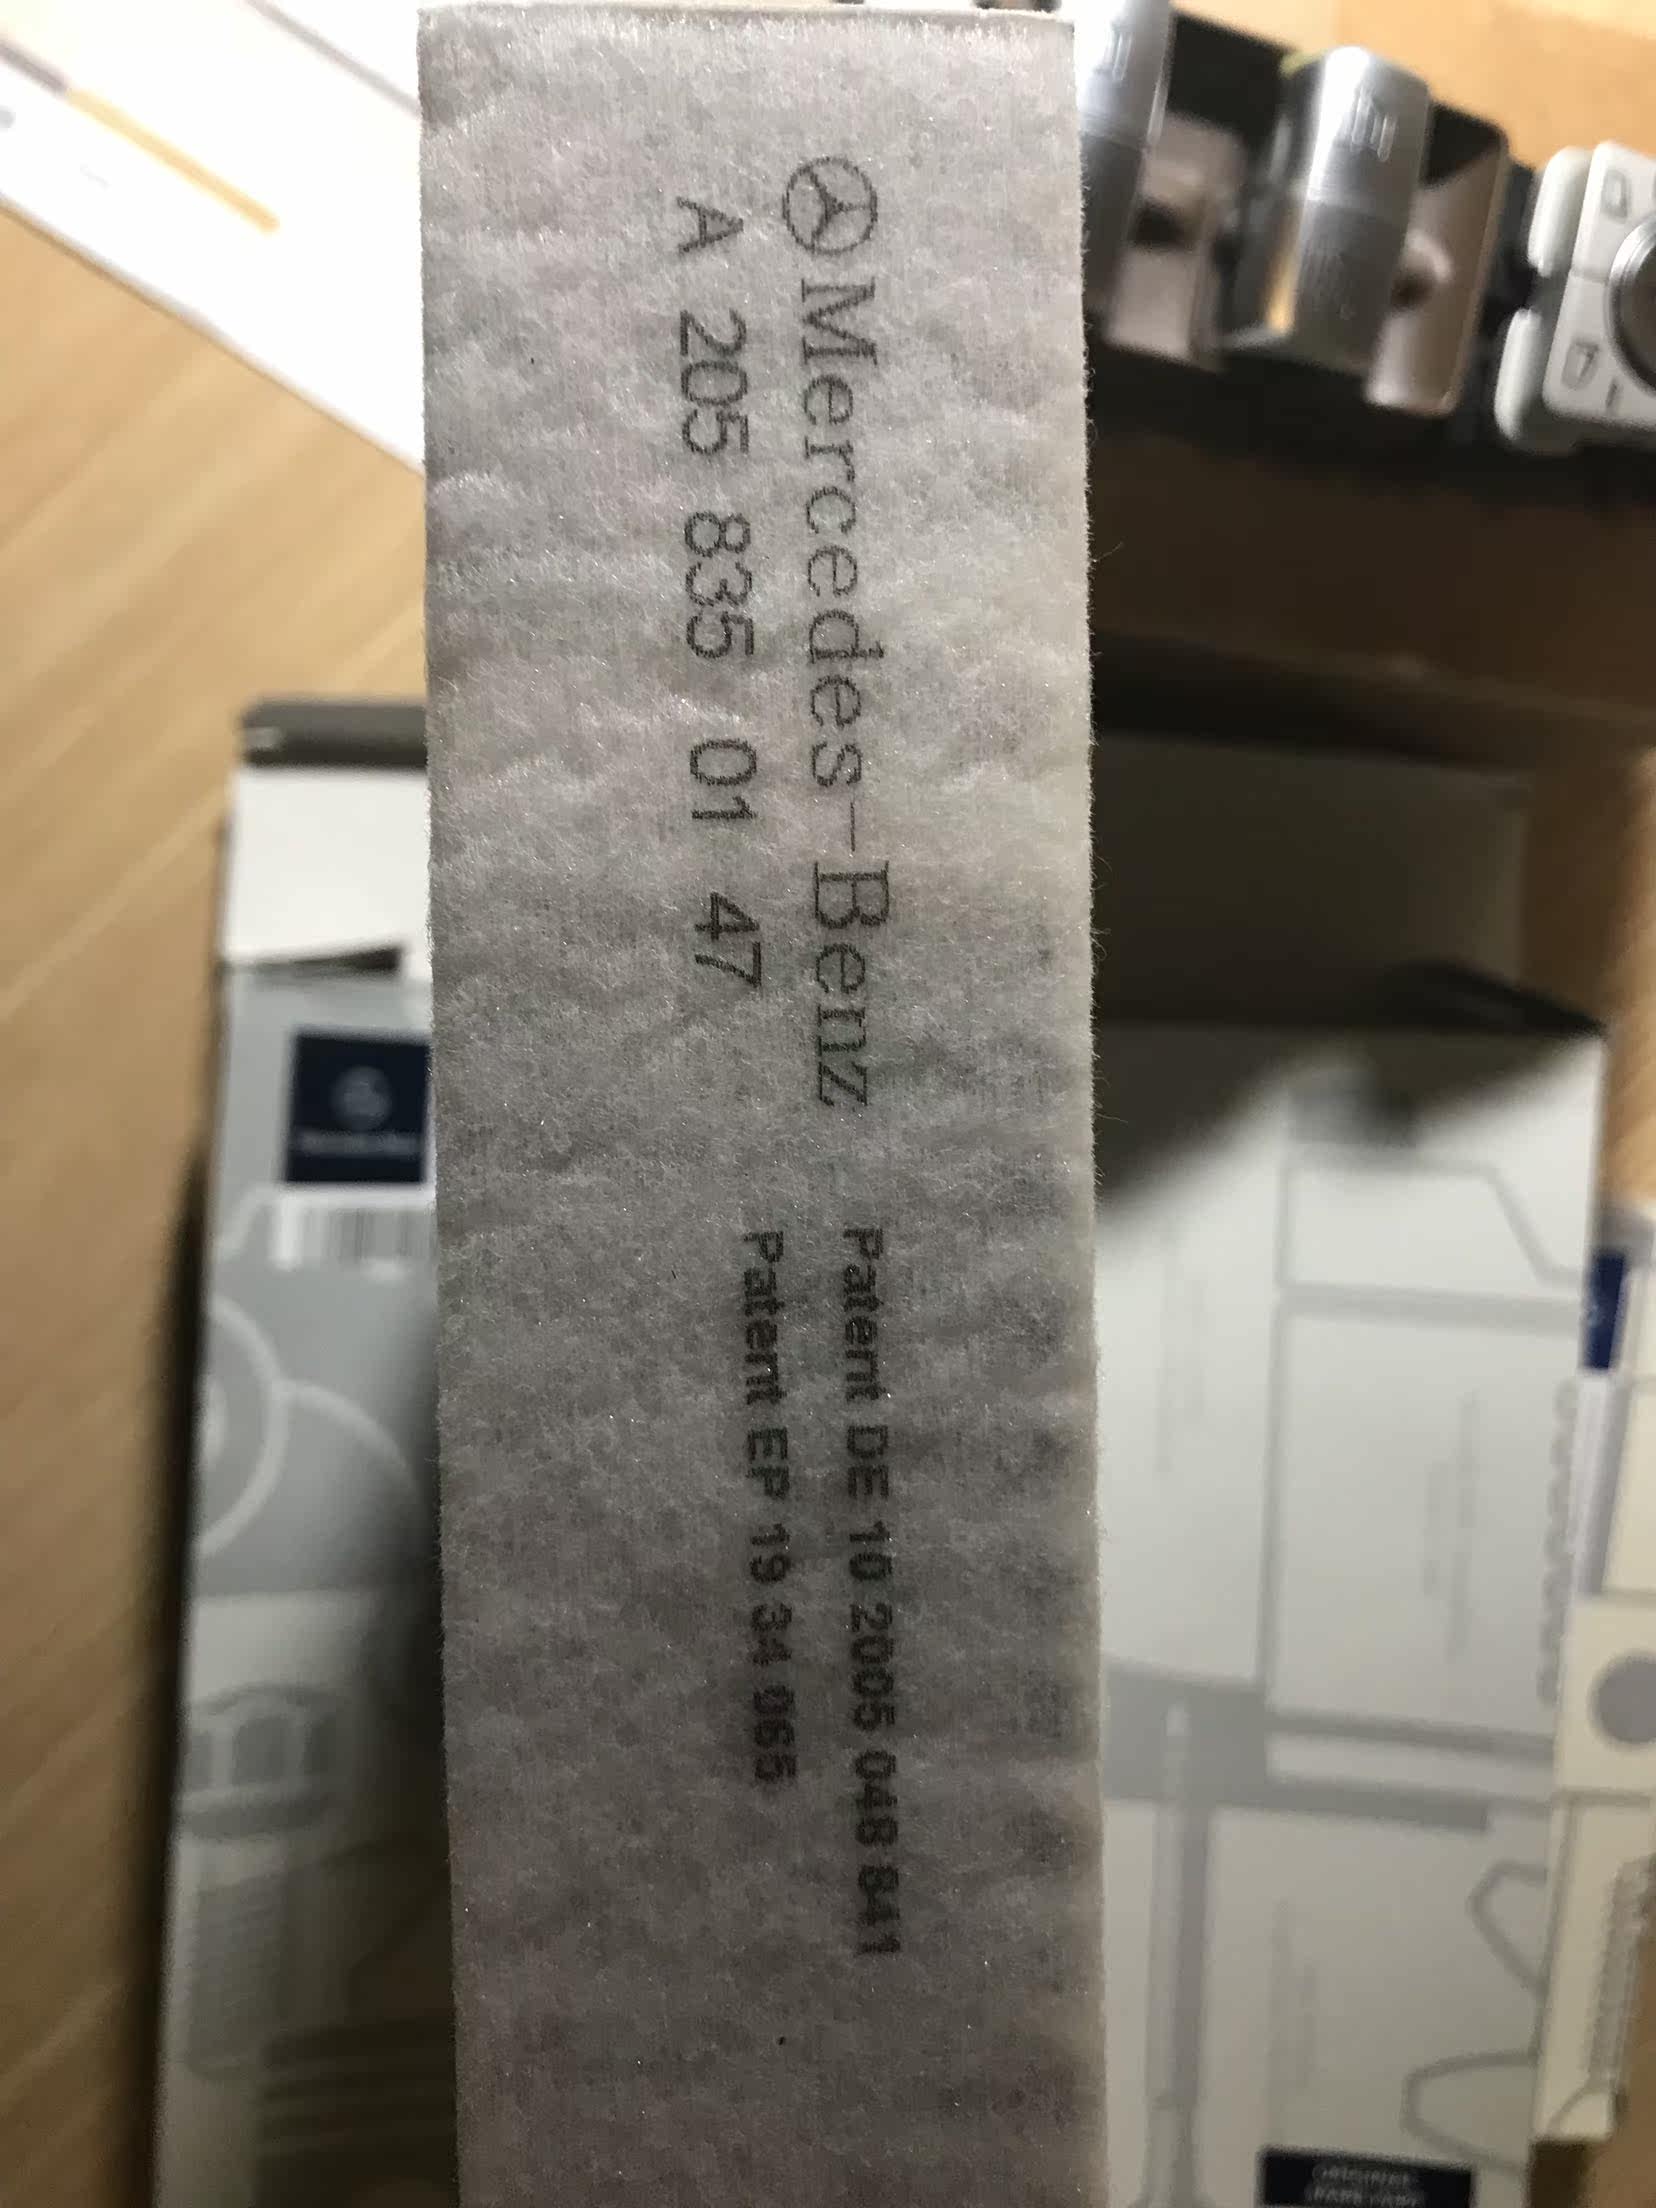 Mercedes-Benz
A 205 835 01 47
Patent DE 10 2005 048 841
Patent EP 19 34 065